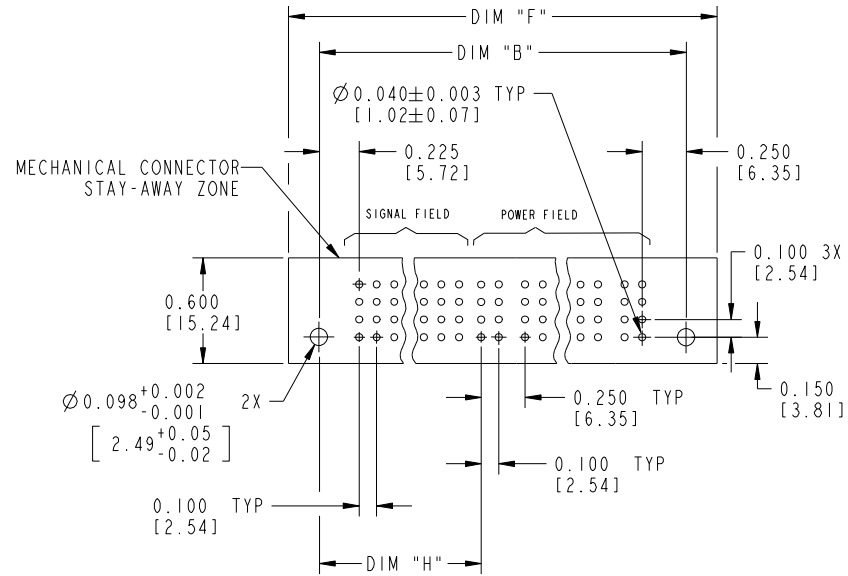 DIM "F"
DIM "B"
Ø0.040±0.003 TYP
[1.02±0.07]
0.225
[5.72]
0.250
[6.35]
MECHANICAL CONNECTOR
STAY-AWAY ZONE
SIGNAL FIELD
POWER FIELD
0.100 3X
[2.54]
0.600
[15.24]
Ø0.098+0.002
-0.001
2X
[2.49+0.05
-0.02]
0.250 TYP
[6.35]
0.150
[3.81]
0.100 TYP
[2.54]
0.100 TYP
[2.54]
DIM "H"